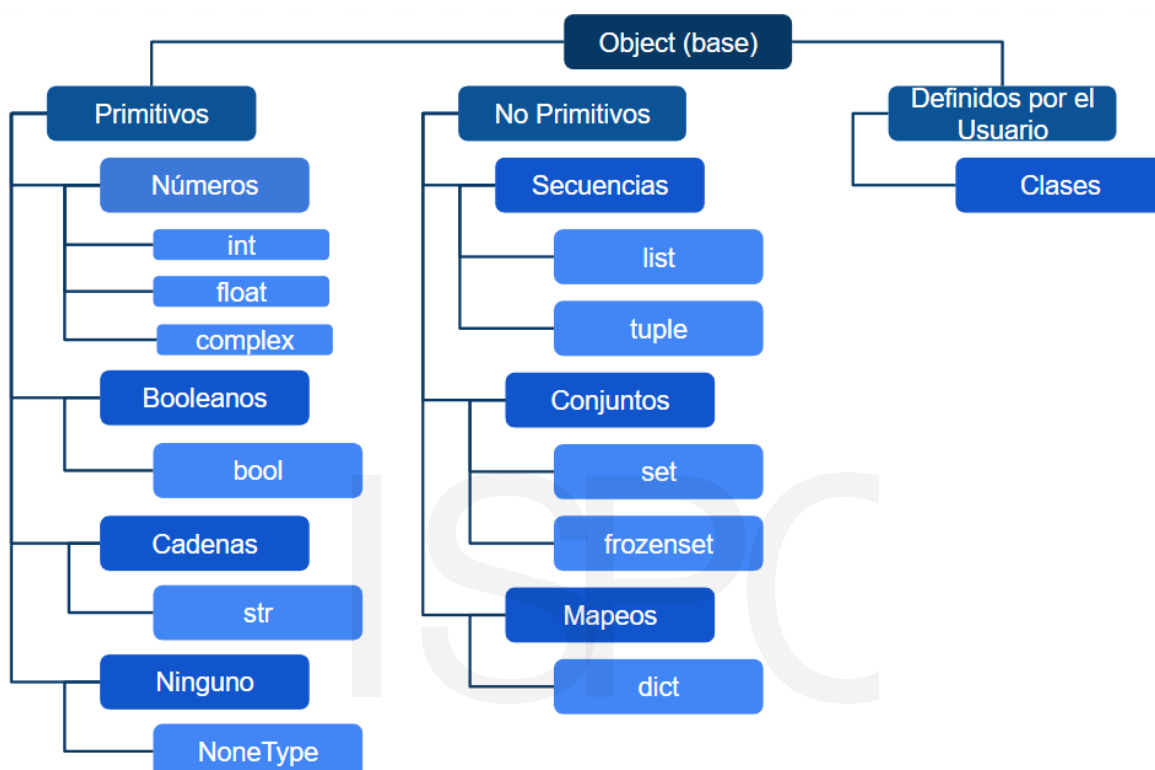 Object (base)
Primitivos
Números
int
float
complex
Booleanos
bool
Cadenas
str
Ninguno
NoneType
No Primitivos
Secuencias
list
tuple
Conjuntos
set
frozenset
Mapeos
dict
Definidos por el
Usuario
Clases
ISPC